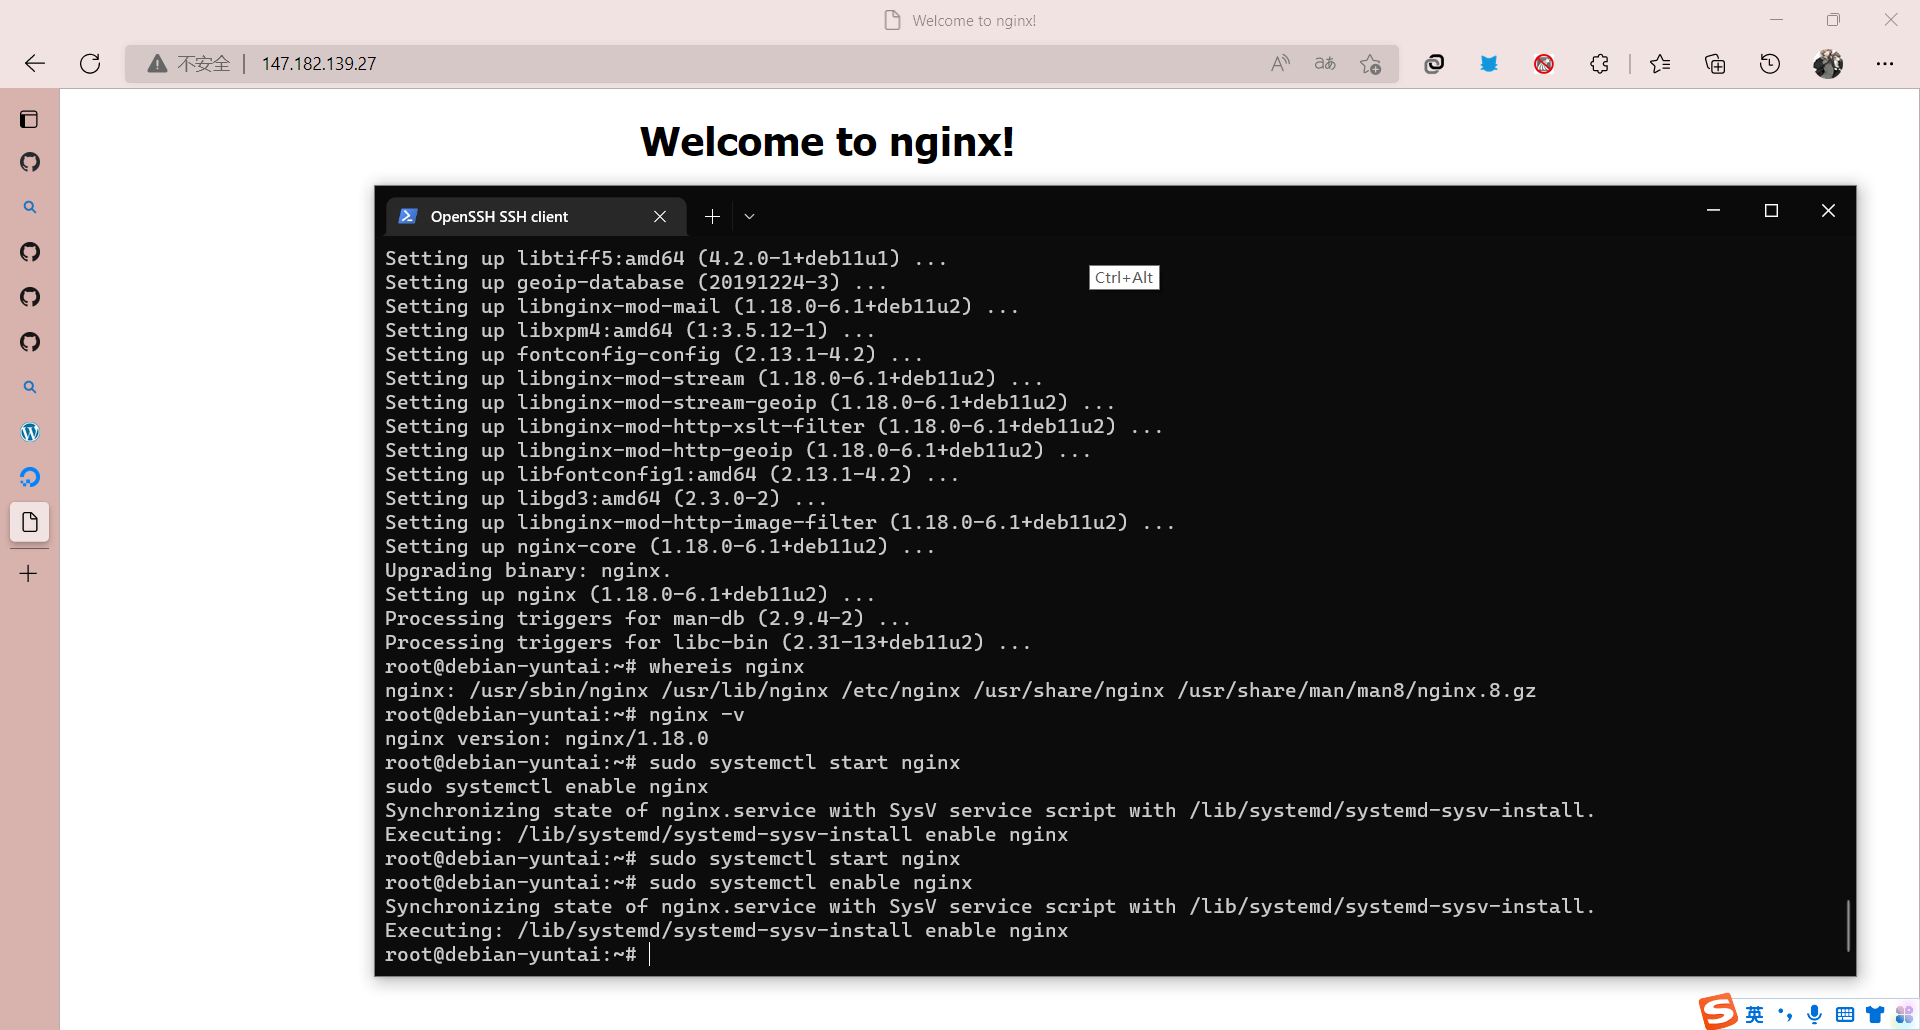 Welcome to nginx!
不安全 147.182.139.27
Welcome to nginx!
OpenSSH SSH client
Setting up libtiff5:amd64 (4.2.0-1+deb11u1) ...
Setting up geoip-database (20191224-3) ...
Ctrl+Alt
Setting up libnginx-mod-mail (1.18.0-6.1+deb11u2) ...
Setting up libxpm4:amd64 (1:3.5.12-1) ...
Setting up fontconfig-config (2.13.1-4.2) ...
Setting up libnginx-mod-stream (1.18.0-6.1+deb11u2) ...
Setting up libnginx-mod-stream-geoip (1.18.0-6.1+deb11u2) ...
Setting up libnginx-mod-http-xslt-filter (1.18.0-6.1+deb11u2) ...
Setting up libnginx-mod-http-geoip (1.18.0-6.1+deb11u2) ...
Setting up libfontconfig1:amd64 (2.13.1-4.2) ...
Setting up libgd3:amd64 (2.3.0-2) ...
Setting up libnginx-mod-http-image-filter (1.18.0-6.1+deb11u2) ...
Setting up nginx-core (1.18.0-6.1+deb11u2) ...
Upgrading binary: nginx.
Setting up nginx (1.18.0-6.1+deb11u2) ...
Processing triggers for man-db (2.9.4-2) ...
Processing triggers for libc-bin (2.31-13+deb11u2) ...
root@debian-yuntai:~# whereis nginx
nginx: /usr/sbin/nginx /usr/lib/nginx /etc/nginx /usr/share/nginx /usr/share/man/man8/nginx.8.gz
root@debian-yuntai:~# nginx -v
nginx version: nginx/1.18.0
root@debian-yuntai:~# sudo systemctl start nginx
sudo systemctl enable nginx
Synchronizing state of nginx.service with SysV service script with /lib/systemd/systemd-sysv-install.
Executing: /lib/systemd/systemd-sysv-install enable nginx
root@debian-yuntai:~# sudo systemctl start nginx
root@debian-yuntai:~# sudo systemctl enable nginx
Synchronizing state of nginx.service with SysV service script with /lib/systemd/systemd-sysv-install.
Executing: /lib/systemd/systemd-sysv-install enable nginx
root@debian-yuntai:~#
英